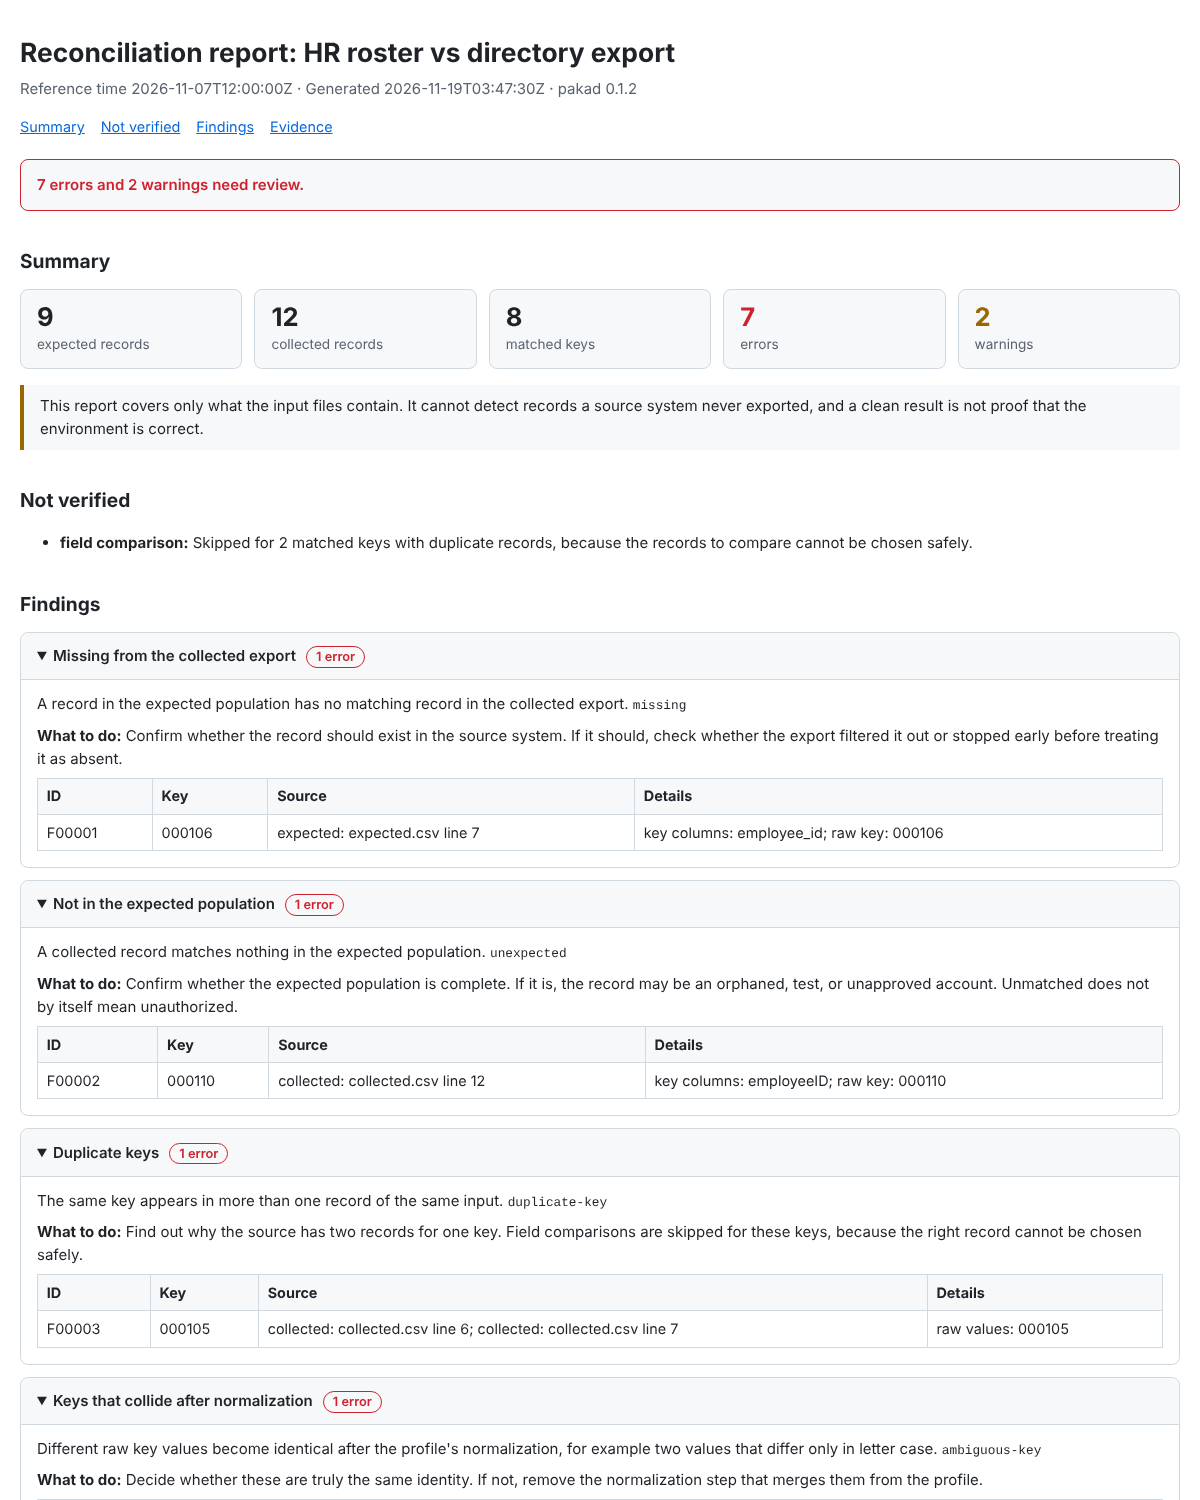 Reconciliation report: HR roster vs directory export
Reference time 2026-11-07T12:00:00Z · Generated 2026-11-19T03:47:30Z · pakad 0.1.2
Summary Not verified Findings Evidence
7 errors and 2 warnings need review.
Summary
9 12 8 7 2
expected records collected records matched keys errors warnings
This report covers only what the input files contain. It cannot detect records a source system never exported, and a clean result is not proof that the
environment is correct.
Not verified
• field comparison: Skipped for 2 matched keys with duplicate records, because the records to compare cannot be chosen safely.
Findings
▼ Missing from the collected export 1 error
A record in the expected population has no matching record in the collected export. missing
What to do: Confirm whether the record should exist in the source system. If it should, check whether the export filtered it out or stopped early before treating
it as absent.
ID Key Source Details
F00001 000106 expected: expected.csv line 7 key columns: employee_id; raw key: 000106
▼ Not in the expected population 1 error
A collected record matches nothing in the expected population. unexpected
What to do: Confirm whether the expected population is complete. If it is, the record may be an orphaned, test, or unapproved account. Unmatched does not
by itself mean unauthorized.
ID Key Source Details
F00002 000110 collected: collected.csv line 12 key columns: employeeID; raw key: 000110
▼ Duplicate keys 1 error
The same key appears in more than one record of the same input. duplicate-key
What to do: Find out why the source has two records for one key. Field comparisons are skipped for these keys, because the right record cannot be chosen
safely.
ID Key Source Details
F00003 000105 collected: collected.csv line 6; collected: collected.csv line 7 raw values: 000105
▼ Keys that collide after normalization 1 error
Different raw key values become identical after the profile's normalization, for example two values that differ only in letter case. ambiguous-key
What to do: Decide whether these are truly the same identity. If not, remove the normalization step that merges them from the profile.